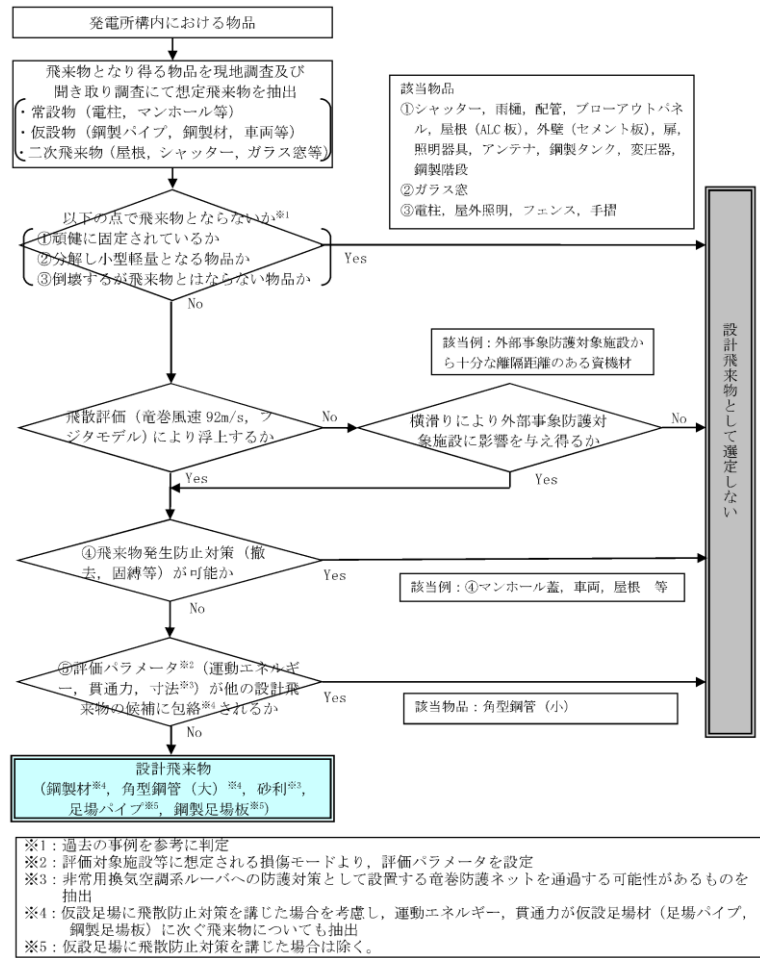 発電所構内における物品
飛来物となり得る物品を現地調査及び
聞き取り調査にて想定飛来物を抽出
・常設物（電柱，マンホール等）
・仮設物（鋼製パイプ，鋼製材，車両等）
・二次飛来物（屋根，シャッター，ガラス窓等）
該当物品
①シャッター，雨樋，配管，ブローアウトパネ
ル，屋根（ALC 板），外壁（セメント板），扉，
照明器具，アンテナ，鋼製タンク，変圧器，
鋼製階段
②ガラス窓
③電柱，屋外照明，フェンス，手摺
以下の点で飛来物とならないか※1
①頑健に固定されているか
②分解し小型軽量となる物品か
③倒壊するが飛来物とはならない物品か
Yes
No
該当例：外部事象防護対象施設か
ら十分な離隔距離のある資機材
飛散評価（竜巻風速 92m/s，フ
ジタモデル）により浮上するか
No
横滑りにより外部事象防護対
象施設に影響を与え得るか
No
Yes
Yes
④飛来物発生防止対策（撤
去，固縛等）が可能か
Yes
No
該当例：④マンホール蓋，車両，屋根 等
⑤評価パラメータ※2（運動エネルギ
ー，貫通力，寸法※3）が他の設計飛
来物の候補に包絡※4されるか
Yes
No
該当物品：角型鋼管（小）
設計飛来物として選定しない
設計飛来物
（鋼製材※4，角型鋼管（大）※4，砂利※3，
足場パイプ※5，鋼製足場板※5）
※1：過去の事例を参考に判定
※2：評価対象施設等に想定される損傷モードより，評価パラメータを設定
※3：非常用換気空調系ルーバへの防護対策として設置する竜巻防護ネットを通過する可能性があるものを
抽出
※4：仮設足場に飛散防止対策を講じた場合を考慮し，運動エネルギー，貫通力が仮設足場材（足場パイプ，
鋼製足場板）に次ぐ飛来物についても抽出
※5：仮設足場に飛散防止対策を講じた場合は除く。